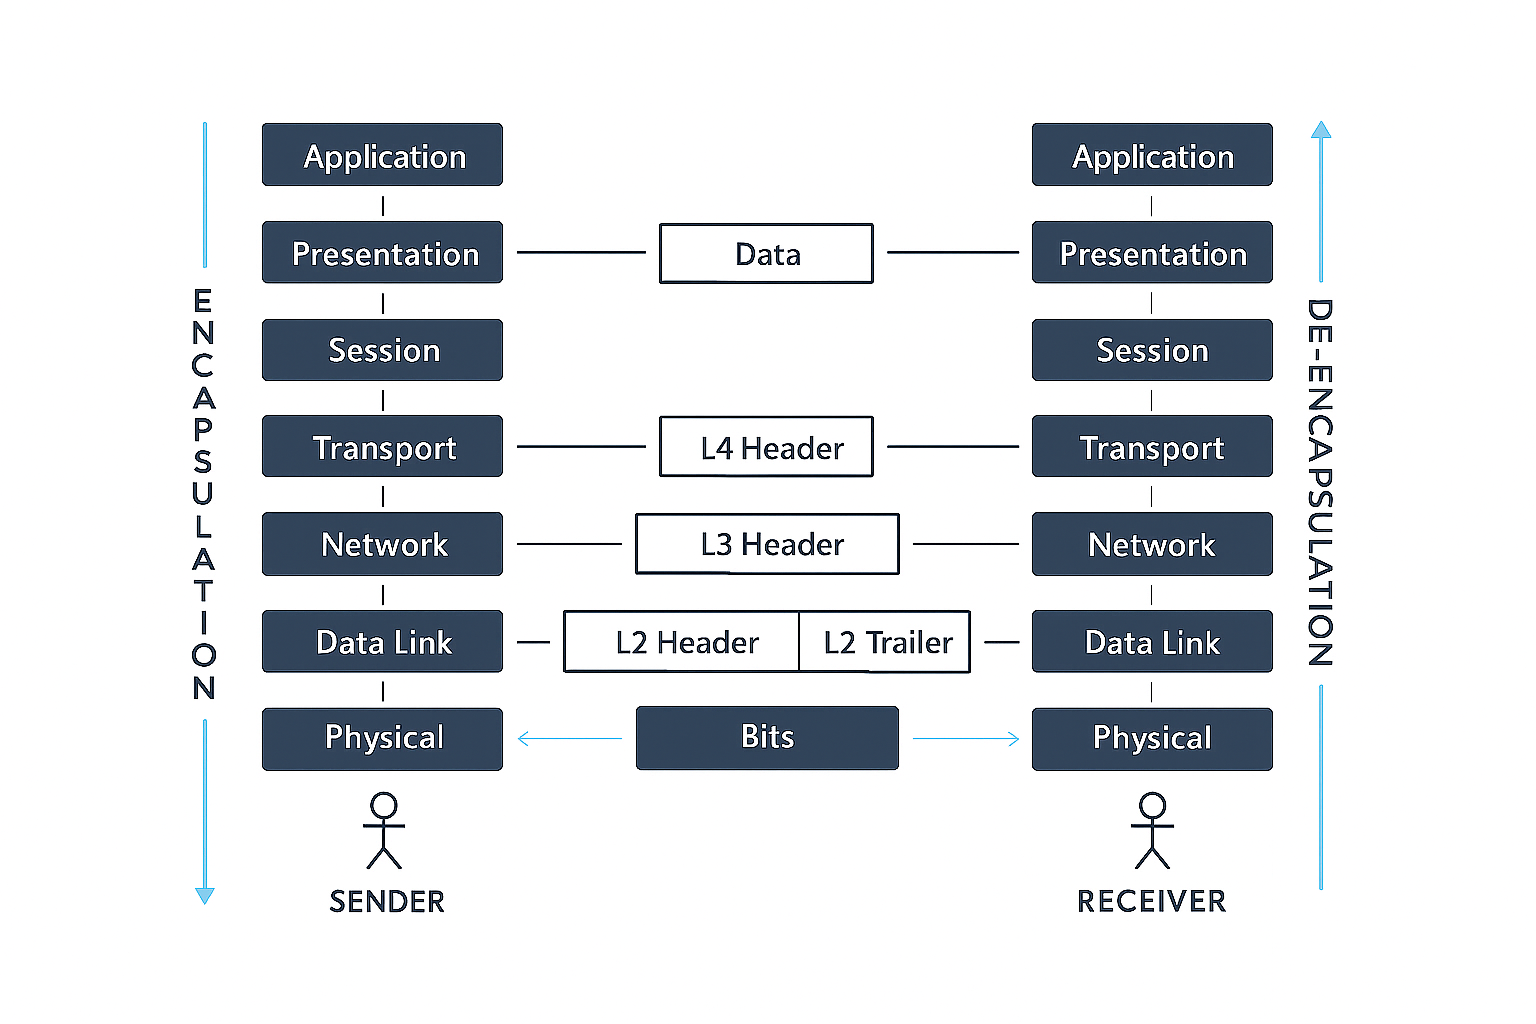 Application
Application
Presentation
Data
Presentation
ENCAPSULATION
DE-ENCAPSULATION
Session
Session
Transport
L4 Header
Transport
Network
L3 Header
Network
Data Link
L2 Header
L2 Trailer
Data Link
Physical
Bits
Physical
SENDER
RECEIVER